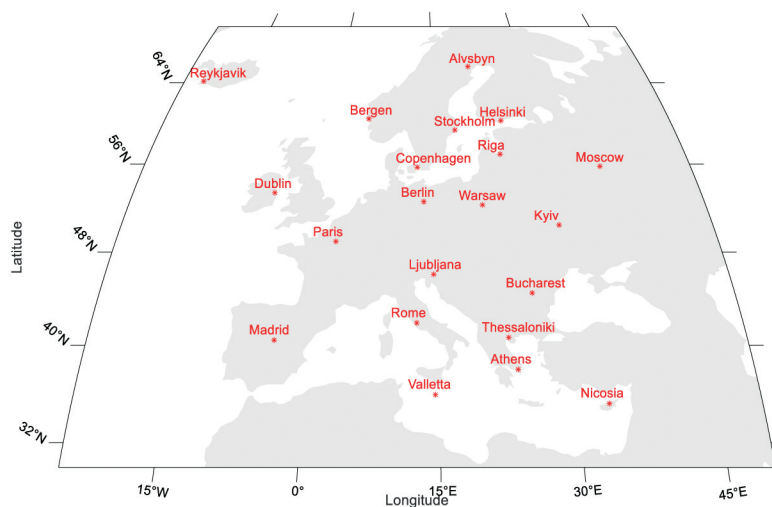 Alvsbyn
64°N
Reykjavik
Bergen
Helsinki
Stockholm
Riga
56°N
Copenhagen
Moscow
Dublin
Berlin
Warsaw
Kyiv
Paris
Latitude
48°N
Ljubljana
Bucharest
Rome
Madrid
Thessaloniki
40°N
Athens
Valletta
Nicosia
32°N
15°W
0°
15°E
30°E
45°E
Longitude